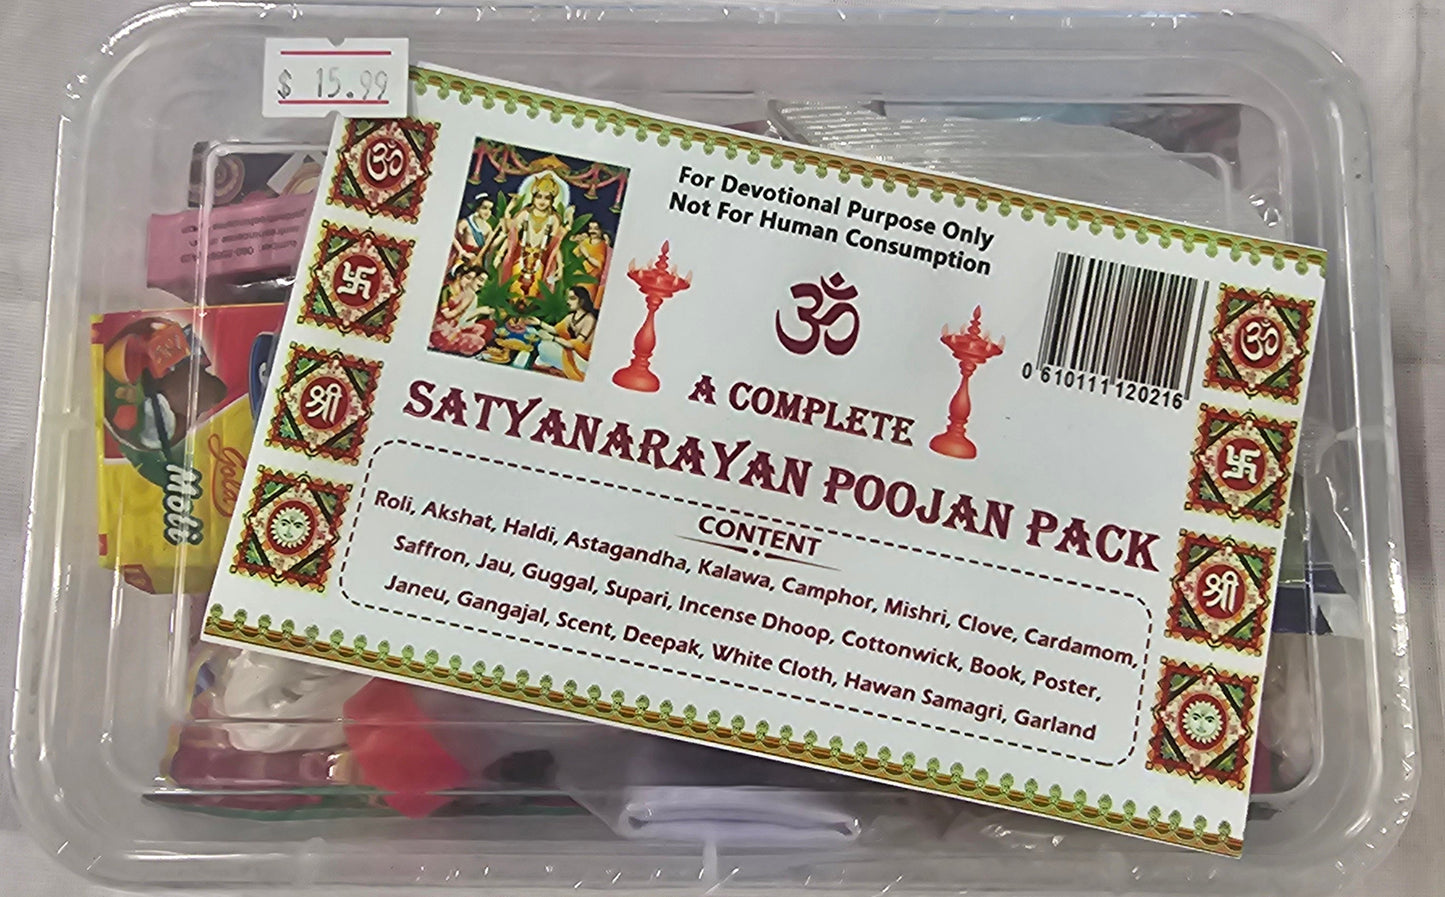 $ 15.99
For Devotional Purpose Only
Not For Human Consumption
ॐ
0 610111 120216
A COMPLETE
SATYANARAYAN POOJAN PACK
CONTENT
Roli, Akshat, Haldi, Astagandha, Kalawa, Camphor, Mishri, Clove, Cardamom,
Saffron, Jau, Guggal, Supari, Incense Dhoop, Cottonwick, Book, Poster,
Janeu, Gangajal, Scent, Deepak, White Cloth, Hawan Samagri, Garland
ॐ
श्री
ॐ
श्री
Gola
Moti